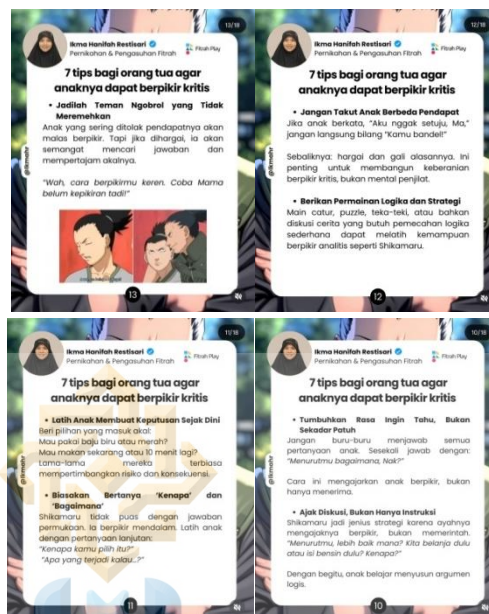 13/18
Ikma Hanifah Restisari
Pernikahan & Pengasuhan Fitrah
Fitrah Play
7 tips bagi orang tua agar
anaknya dapat berpikir kritis
• Jadilah Teman Ngobrol yang Tidak
Meremehkan
Anak yang sering ditolak pendapatnya akan
malas berpikir. Tapi jika dihargai, ia akan
semangat mencari jawaban dan
mempertajam akalnya.
"Wah, cara berpikirmu keren. Coba Mama
belum kepikiran tadi!"
@ikmahr
13
12/18
Ikma Hanifah Restisari
Pernikahan & Pengasuhan Fitrah
Fitrah Play
7 tips bagi orang tua agar
anaknya dapat berpikir kritis
• Jangan Takut Anak Berbeda Pendapat
Jika anak berkata, "Aku nggak setuju, Ma,"
jangan langsung bilang "Kamu bandel!"
Sebaliknya: hargai dan gali alasannya. Ini
penting untuk membangun keberanian
berpikir kritis, bukan mental penjilat.
• Berikan Permainan Logika dan Strategi
Main catur, puzzle, teka-teki, atau bahkan
diskusi cerita yang butuh pemecahan logika
sederhana dapat melatih kemampuan
berpikir analitis seperti Shikamaru.
@ikmahr
12
11/18
Ikma Hanifah Restisari
Pernikahan & Pengasuhan Fitrah
Fitrah Play
7 tips bagi orang tua agar
anaknya dapat berpikir kritis
• Latih Anak Membuat Keputusan Sejak Dini
Beri pilihan yang masuk akal:
Mau pakai baju biru atau merah?
Mau makan sekarang atau 10 menit lagi?
Lama-lama mereka terbiasa
mempertimbangkan risiko dan konsekuensi.
• Biasakan Bertanya 'Kenapa' dan
'Bagaimana'
Shikamaru tidak puas dengan jawaban
permukaan. Ia berpikir mendalam. Latih anak
dengan pertanyaan lanjutan:
"Kenapa kamu pilih itu?"
"Apa yang terjadi kalau...?"
@ikmahr
11
10/18
Ikma Hanifah Restisari
Pernikahan & Pengasuhan Fitrah
Fitrah Play
7 tips bagi orang tua agar
anaknya dapat berpikir kritis
• Tumbuhkan Rasa Ingin Tahu, Bukan
Sekadar Patuh
Jangan buru-buru menjawab semua
pertanyaan anak. Sesekali jawab dengan:
"Menurutmu bagaimana, Nak?"
Cara ini mengajarkan anak berpikir, bukan
hanya menerima.
• Ajak Diskusi, Bukan Hanya Instruksi
Shikamaru jadi jenius strategi karena ayahnya
mengajaknya berpikir, bukan memerintah.
"Menurutmu, lebih baik mana? Kita belanja dulu
atau isi bensin dulu? Kenapa?"
Dengan begitu, anak belajar menyusun argumen
logis.
@ikmahr
10